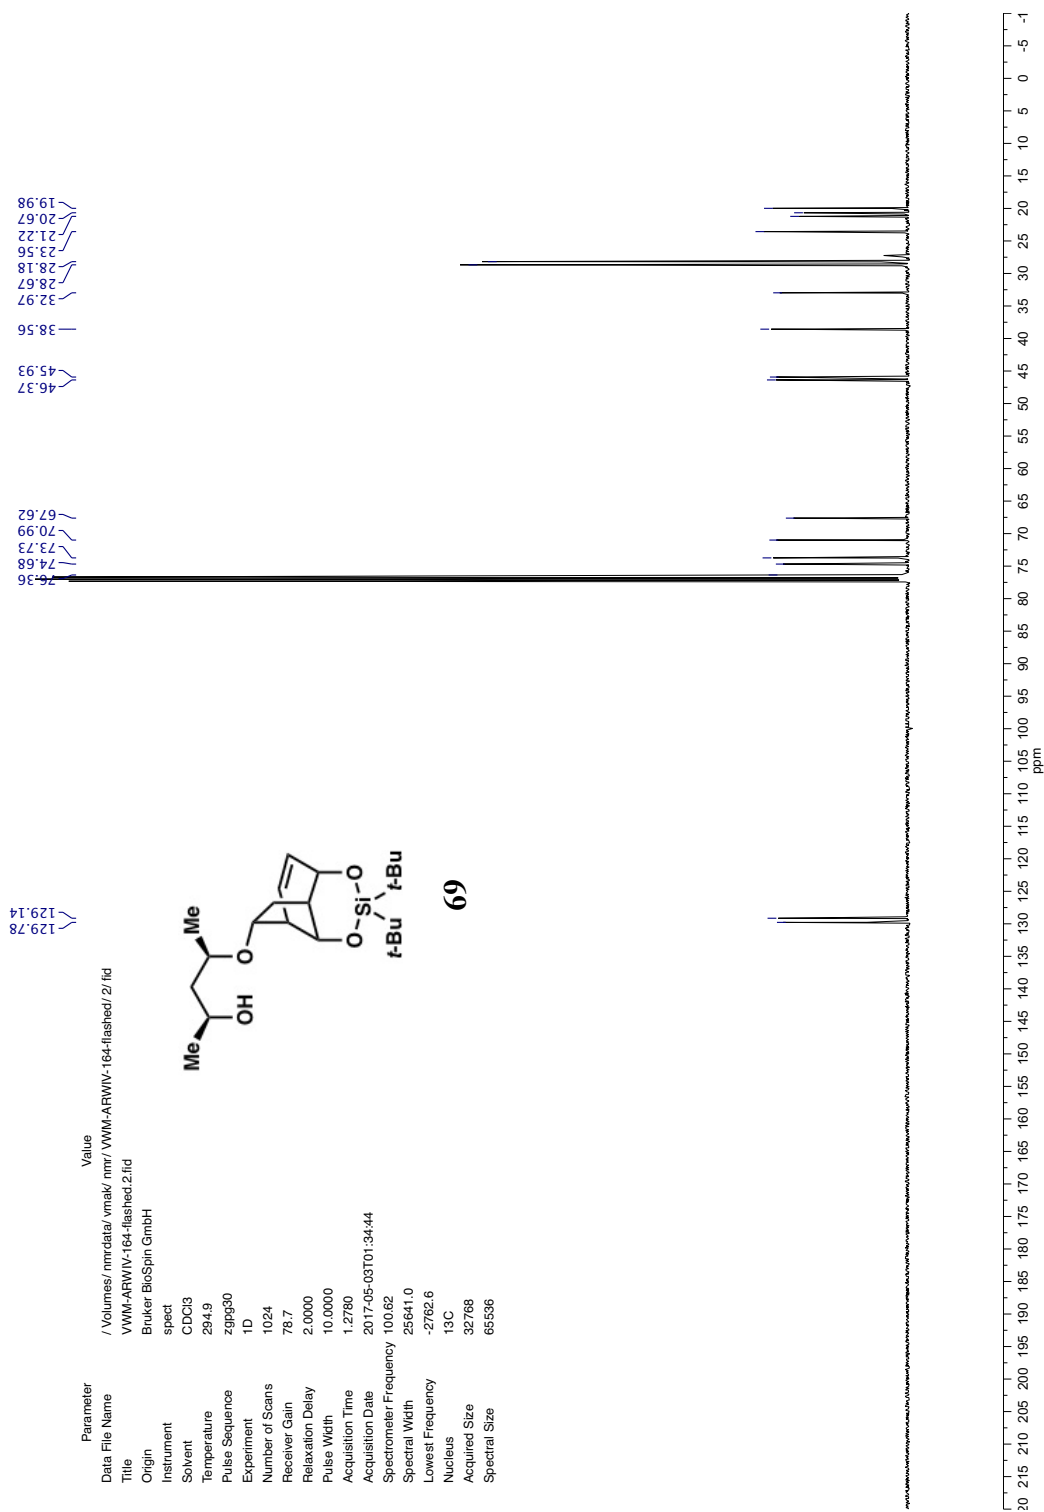 Parameter Value
Data File Name / Volumes/ nmrdata/ vmak/ nmr/ VWM-ARWIV-164-flashed/ 2/ fid
Title VWM-ARWIV-164-flashed.2.fid
Origin Bruker BioSpin GmbH
Instrument spect
Solvent CDCl3
Temperature 294.9
Pulse Sequence zgpg30
Experiment 1D
Number of Scans 1024
Receiver Gain 78.7
Relaxation Delay 2.0000
Pulse Width 10.0000
Acquisition Time 1.2780
Acquisition Date 2017-05-03T01:34:44
Spectrometer Frequency 100.62
Spectral Width 25641.0
Lowest Frequency -2762.6
Nucleus 13C
Acquired Size 32768
Spectral Size 65536
129.78
129.14
76.36
74.68
73.73
70.99
67.62
46.37
45.93
38.56
32.97
28.67
28.18
23.56
21.22
20.67
19.98
Me
Me
OH
O
O
O
Si
t-Bu
t-Bu
69
20 215 210 205 200 195 190 185 180 175 170 165 160 155 150 145 140 135 130 125 120 115 110 105 100 95 90 85 80 75 70 65 60 55 50 45 40 35 30 25 20 15 10 5 0 -5 -1
ppm